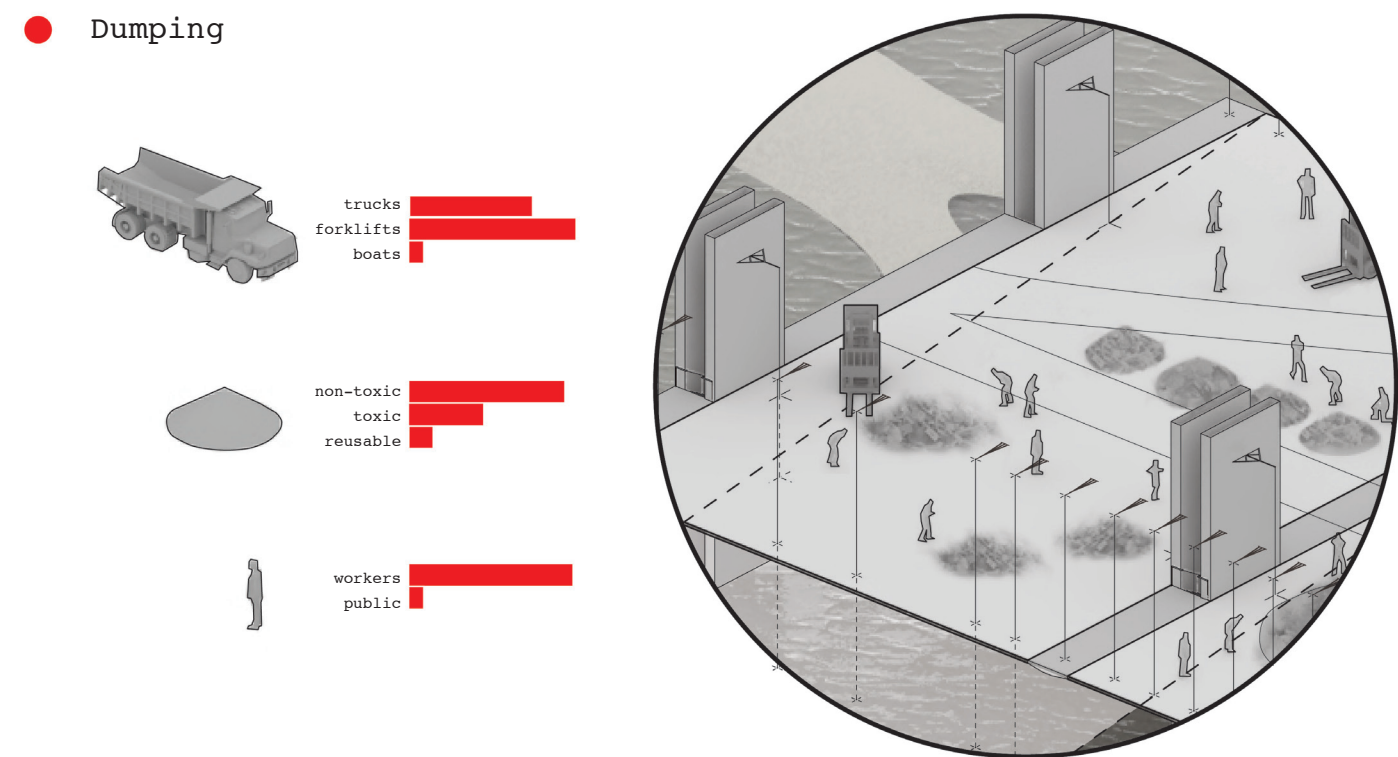 Dumping
trucks
forklifts
boats
non-toxic
toxic
reusable
workers
public